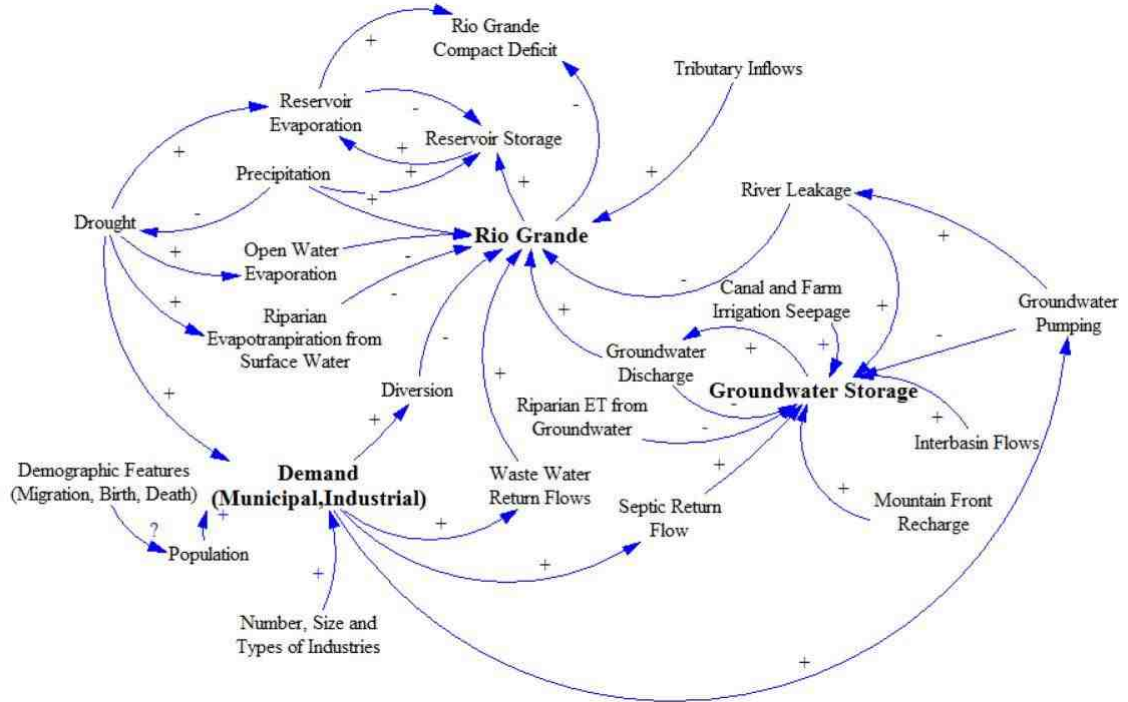 Rio Grande
Compact Deficit
+
Tributary Inflows
Reservoir
Evaporation
-
-
Reservoir Storage
+
+
Precipitation
+
+
+
+
River Leakage
Drought
-
Rio Grande
+
Open Water
Evaporation
+
-
-
Canal and Farm
Irrigation Seepage
+
Groundwater
Pumping
+
Riparian
Evapotranpiration from
Surface Water
-
+
-
+
+
Groundwater
Discharge
Groundwater Storage
+
Diversion
+
-
Riparian ET from
Groundwater
-
+
Interbasin Flows
+
Demand
(Municipal,Industrial)
Demographic Features
(Migration, Birth, Death)
Waste Water
Return Flows
+
Septic Return
Flow
+
Mountain Front
Recharge
+
?
Population
+
+
+
Number, Size and
Types of Industries
+